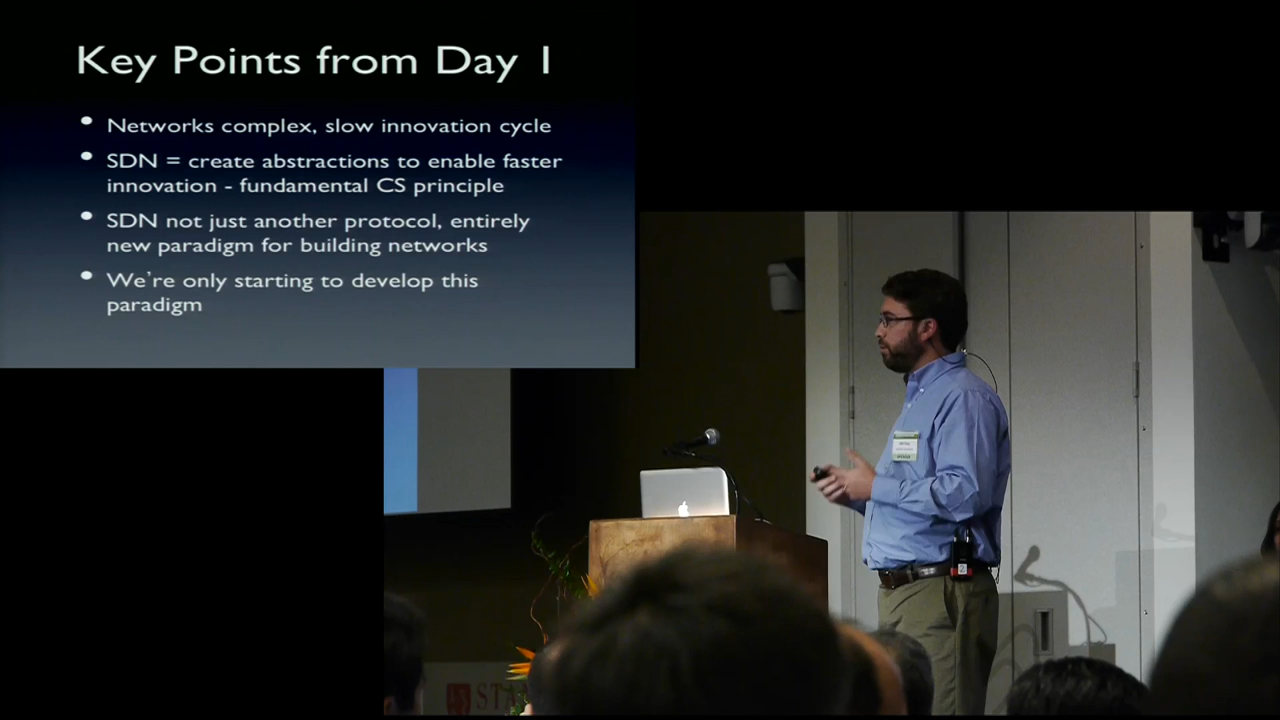 Key Points from Day 1
• Networks complex, slow innovation cycle
• SDN = create abstractions to enable faster
innovation - fundamental CS principle
• SDN not just another protocol, entirely
new paradigm for building networks
• We're only starting to develop this
paradigm